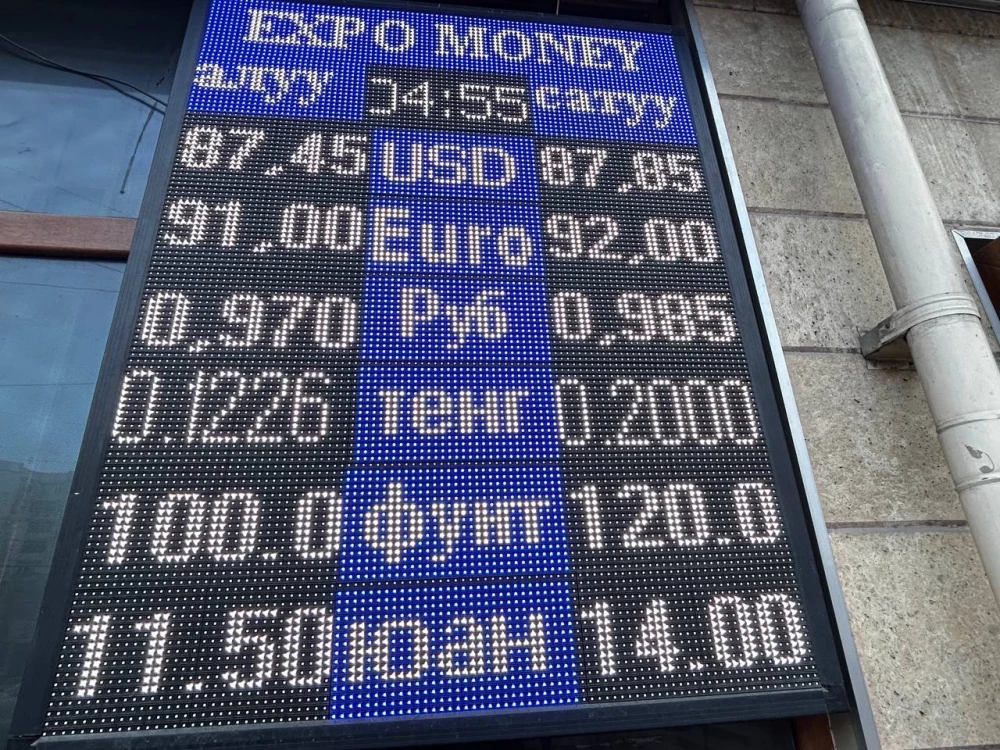 EXPO MONEY
алуу 04:55 сатуу
87,45 USD 87,85
91,00 Euro 92,00
0,970 Руб 0,985
0.1226 тенг 0.2000
100.0 фунт 120.0
11.50 юан 14.00